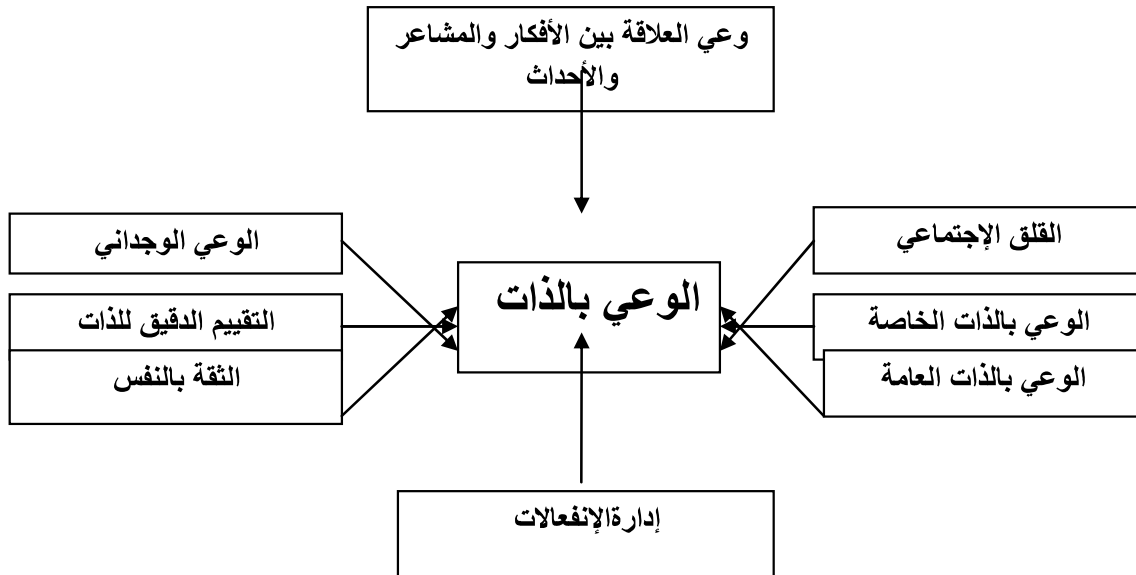 وعي العلاقة بين الأفكار والمشاعر
والأحداث
القلق الإجتماعي
الوعي الوجداني
الوعي بالذات
الوعي بالذات الخاصة
التقييم الدقيق للذات
الوعي بالذات العامة
الثقة بالنفس
إدارةالإنفعالات